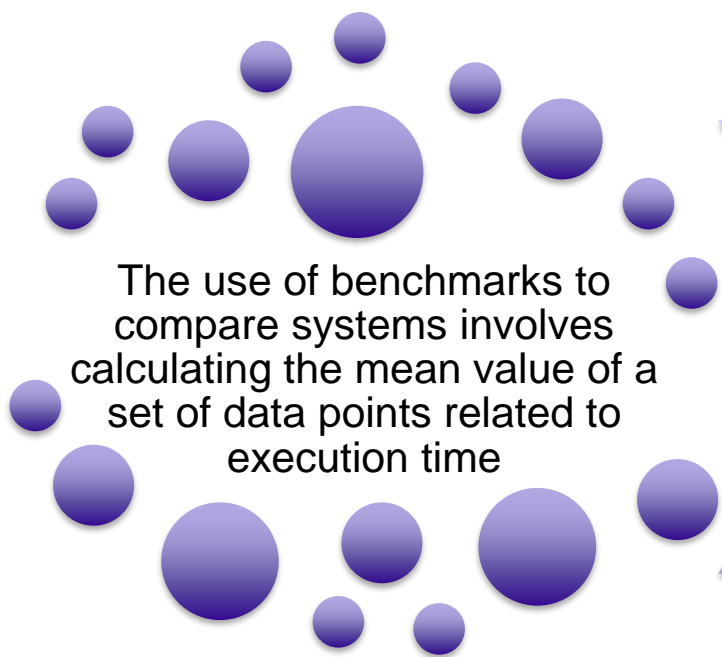 The use of benchmarks to
compare systems involves
calculating the mean value of a
set of data points related to
execution time